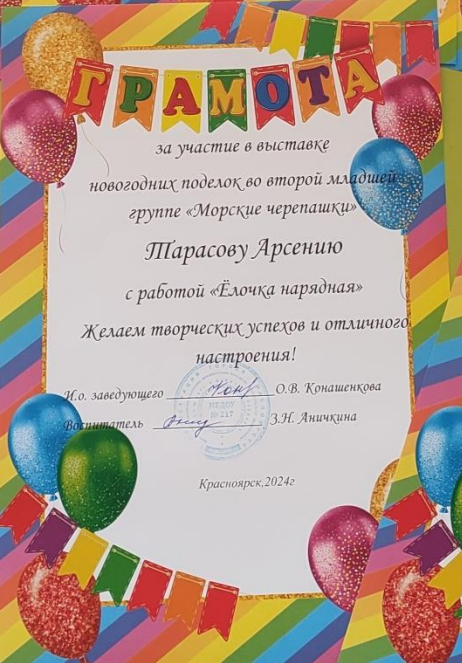 ГРАМОТА
за участие в выставке
новогодних поделок во второй младшей
группе «Морские черепашки»
Тарасову Арсению
с работой «Ёлочка нарядная»
Желаем творческих успехов и отличного
настроения!
И.о. заведующего О.В. Конашенкова
Воспитатель З.Н. Аничкина
Красноярск,2024г